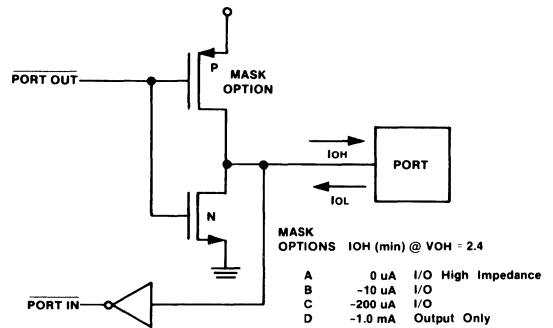 P
PORT OUT
MASK
OPTION
IOH
PORT
IOL
N
MASK
OPTIONS IOH (min) @ VOH = 2.4
A 0 uA I/O High Impedance
B -10 uA I/O
C -200 uA I/O
D -1.0 mA Output Only
PORT IN